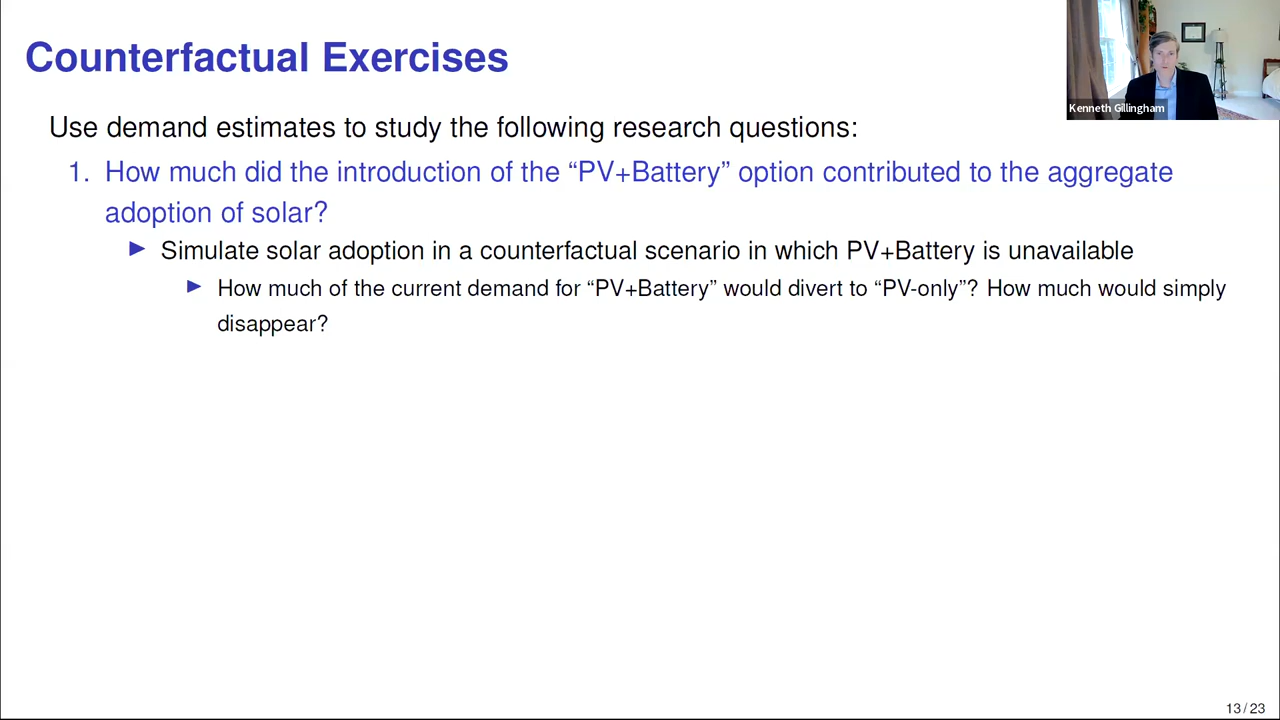 Counterfactual Exercises
Kenneth Gillingham
Use demand estimates to study the following research questions:
1. How much did the introduction of the “PV+Battery” option contributed to the aggregate
adoption of solar?
▶ Simulate solar adoption in a counterfactual scenario in which PV+Battery is unavailable
▶ How much of the current demand for “PV+Battery” would divert to “PV-only”? How much would simply
disappear?
13 / 23